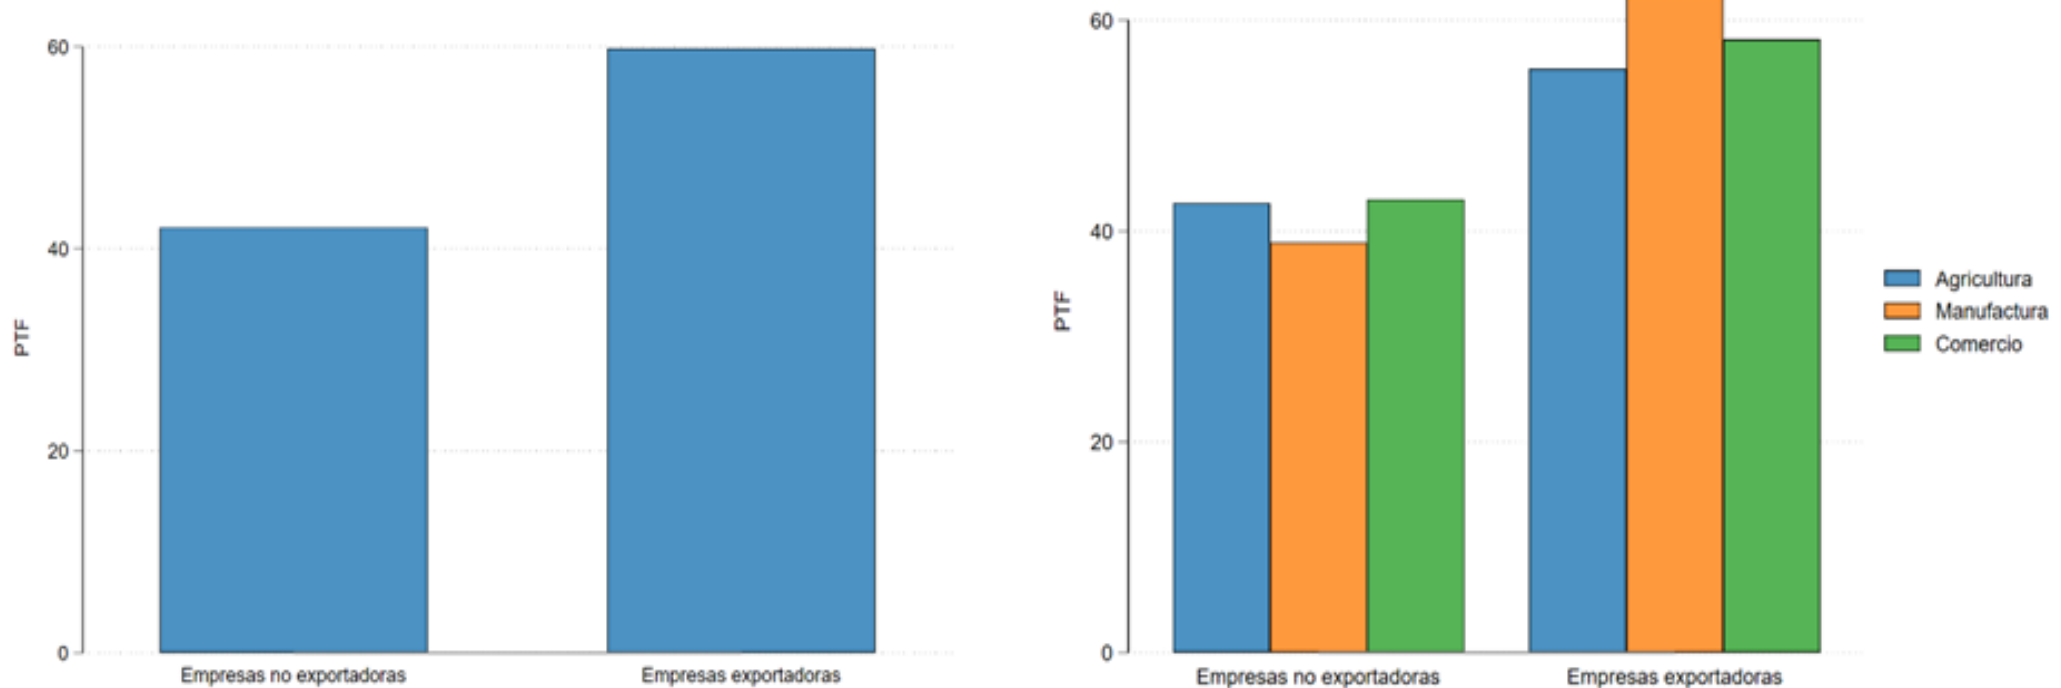 60
40
20
0
PTF
Empresas no exportadoras
Empresas exportadoras
60
40
20
0
PTF
Empresas no exportadoras
Empresas exportadoras
Agricultura
Manufactura
Comercio